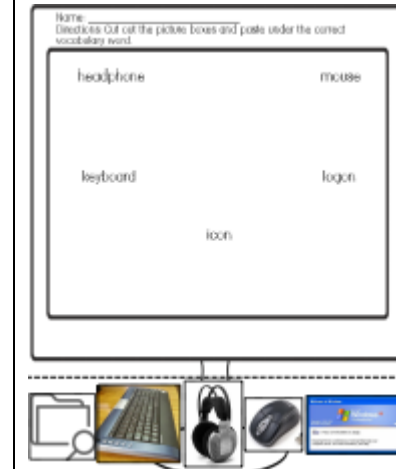 Name:
Directions: Cut out the picture boxes and paste under the correct
vocabulary word.
headphone mouse
keyboard logon
icon
Windows